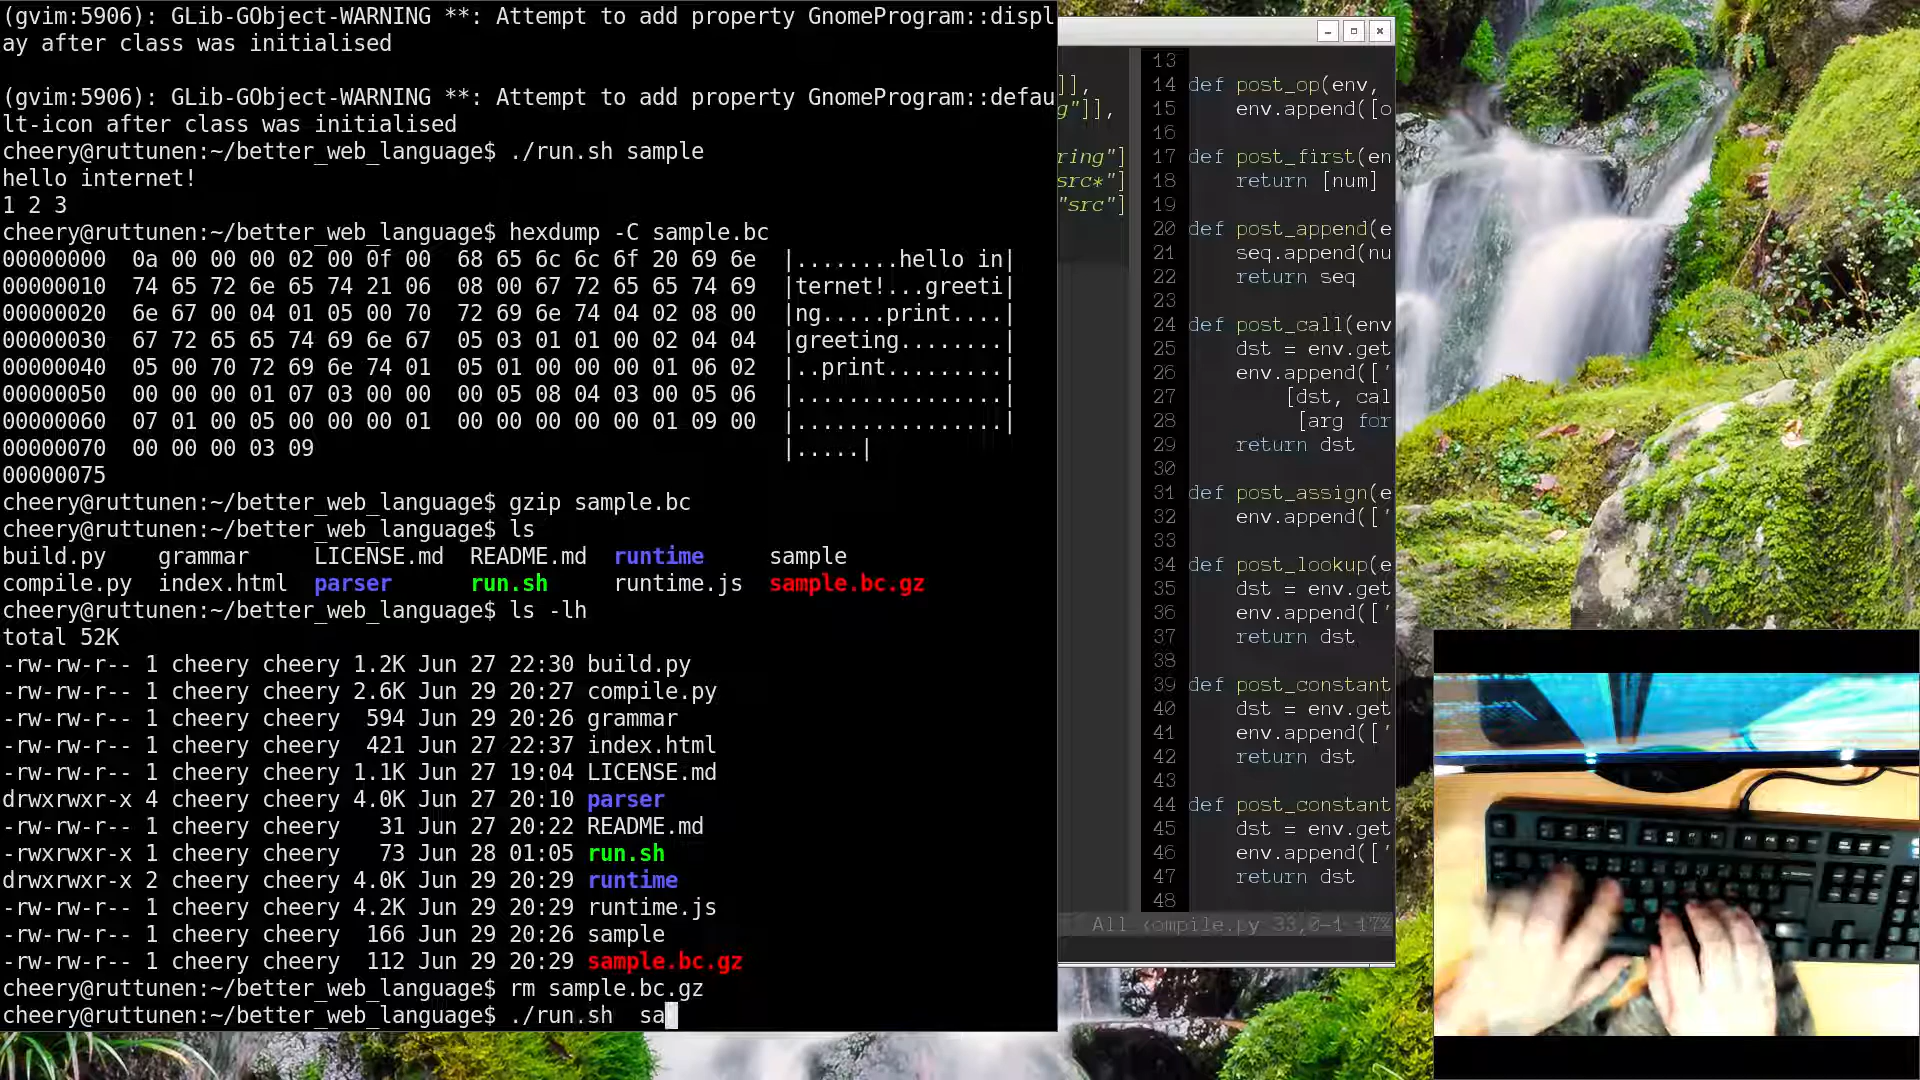 (gvim:5906): GLib-GObject-WARNING **: Attempt to add property GnomeProgram::displ
ay after class was initialised
(gvim:5906): GLib-GObject-WARNING **: Attempt to add property GnomeProgram::defau
lt-icon after class was initialised
cheery@ruttunen:~/better_web_language$ ./run.sh sample
hello internet!
1 2 3
cheery@ruttunen:~/better_web_language$ hexdump -C sample.bc
00000000  0a 00 00 00 02 00 0f 00  68 65 6c 6c 6f 20 69 6e  |........hello in|
00000010  74 65 72 6e 65 74 21 06  08 00 67 72 65 65 74 69  |ternet!...greeti|
00000020  6e 67 00 04 01 05 00 70  72 69 6e 74 04 02 08 00  |ng.....print....|
00000030  67 72 65 65 74 69 6e 67  05 03 01 01 00 02 04 04  |greeting........|
00000040  05 00 70 72 69 6e 74 01  05 01 00 00 00 01 06 02  |..print.........|
00000050  00 00 00 01 07 03 00 00  00 05 08 04 03 00 05 06  |................|
00000060  07 01 00 05 00 00 00 01  00 00 00 00 00 01 09 00  |................|
00000070  00 00 00 03 09                                    |.....|
00000075
cheery@ruttunen:~/better_web_language$ gzip sample.bc
cheery@ruttunen:~/better_web_language$ ls
build.py    grammar     LICENSE.md  README.md  runtime     sample
compile.py  index.html  parser      run.sh     runtime.js  sample.bc.gz
cheery@ruttunen:~/better_web_language$ ls -lh
total 52K
-rw-rw-r-- 1 cheery cheery 1.2K Jun 27 22:30 build.py
-rw-rw-r-- 1 cheery cheery 2.6K Jun 29 20:27 compile.py
-rw-rw-r-- 1 cheery cheery  594 Jun 29 20:26 grammar
-rw-rw-r-- 1 cheery cheery  421 Jun 27 22:37 index.html
-rw-rw-r-- 1 cheery cheery 1.1K Jun 27 19:04 LICENSE.md
drwxrwxr-x 4 cheery cheery 4.0K Jun 27 20:10 parser
-rw-rw-r-- 1 cheery cheery   31 Jun 27 20:22 README.md
-rwxrwxr-x 1 cheery cheery   73 Jun 28 01:05 run.sh
drwxrwxr-x 2 cheery cheery 4.0K Jun 29 20:29 runtime
-rw-rw-r-- 1 cheery cheery 4.2K Jun 29 20:29 runtime.js
-rw-rw-r-- 1 cheery cheery  166 Jun 29 20:26 sample
-rw-rw-r-- 1 cheery cheery  112 Jun 29 20:29 sample.bc.gz
cheery@ruttunen:~/better_web_language$ rm sample.bc.gz
cheery@ruttunen:~/better_web_language$ ./run.sh  sa
]],
g"]],
ring"]
src*"]
"src"]
13
14 def post_op(env,
15     env.append([o
16
17 def post_first(en
18     return [num]
19
20 def post_append(e
21     seq.append(nu
22     return seq
23
24 def post_call(env
25     dst = env.get
26     env.append(['
27         [dst, cal
28          [arg for
29     return dst
30
31 def post_assign(e
32     env.append(['
33
34 def post_lookup(e
35     dst = env.get
36     env.append(['
37     return dst
38
39 def post_constant
40     dst = env.get
41     env.append(['
42     return dst
43
44 def post_constant
45     dst = env.get
46     env.append(['
47     return dst
48
All <ompile.py 33,0-1 17%